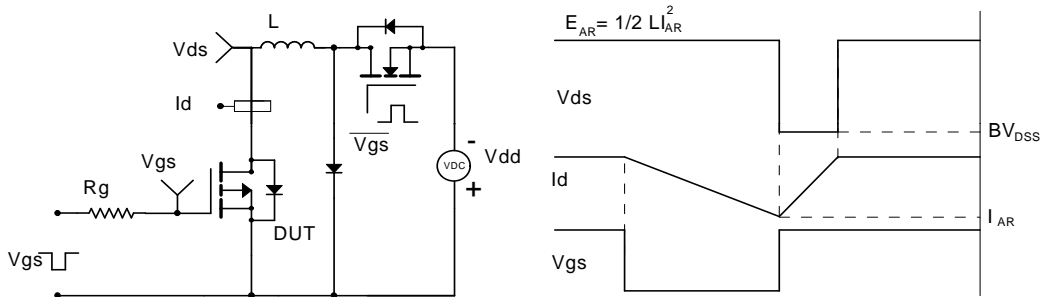 L
E_AR= 1/2 LI_AR^2
Vds
Id
Vgs
Vgs
Rg
DUT
Vgs
-
+
VDC
Vdd
Vds
BV_DSS
Id
I_AR
Vgs